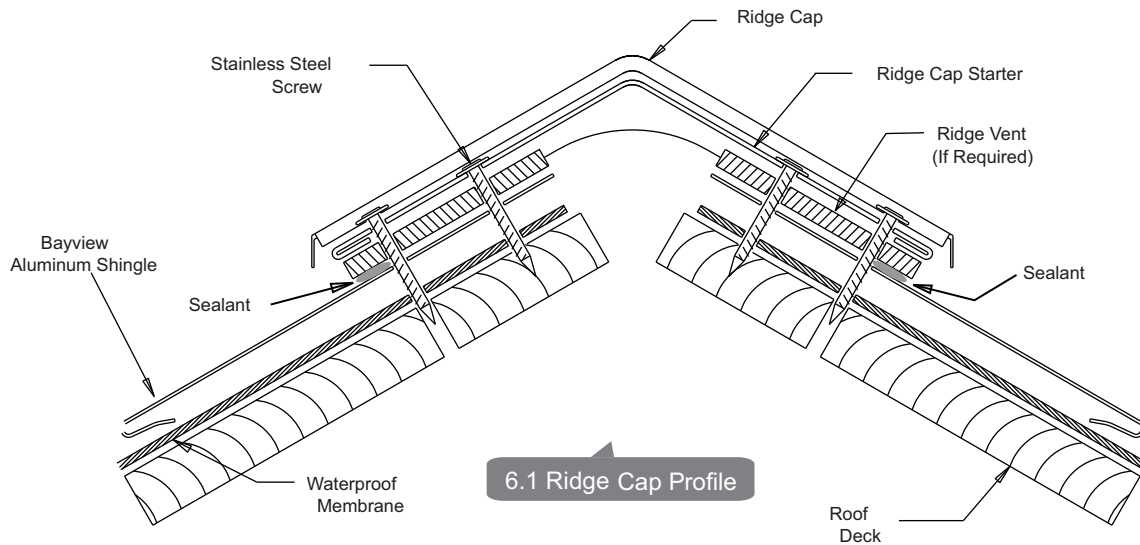 Ridge Cap
Stainless Steel
Screw
Ridge Cap Starter
Ridge Vent
(If Required)
Bayview
Aluminum Shingle
Sealant
Sealant
6.1 Ridge Cap Profile
Waterproof
Membrane
Roof
Deck